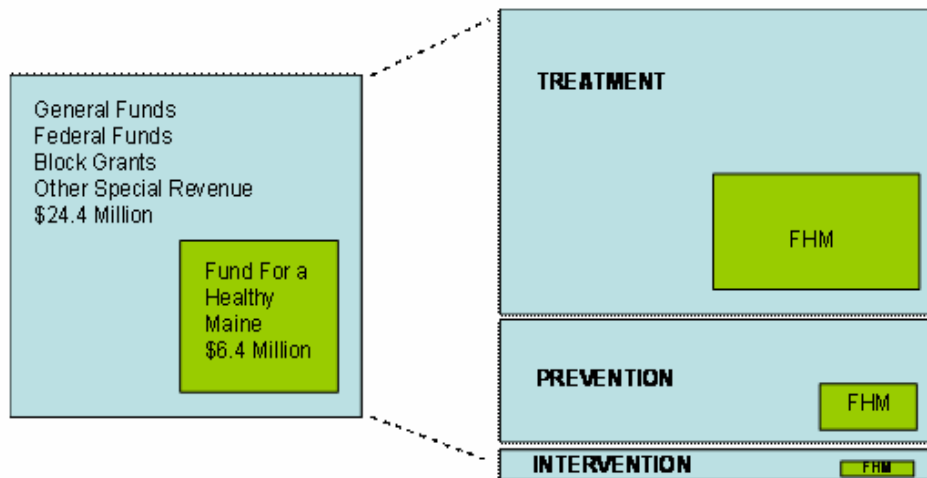 General Funds
Federal Funds
Block Grants
Other Special Revenue
$24.4 Million
Fund For a
Healthy
Maine
$6.4 Million
TREATMENT
FHM
PREVENTION
FHM
INTERVENTION
FHM